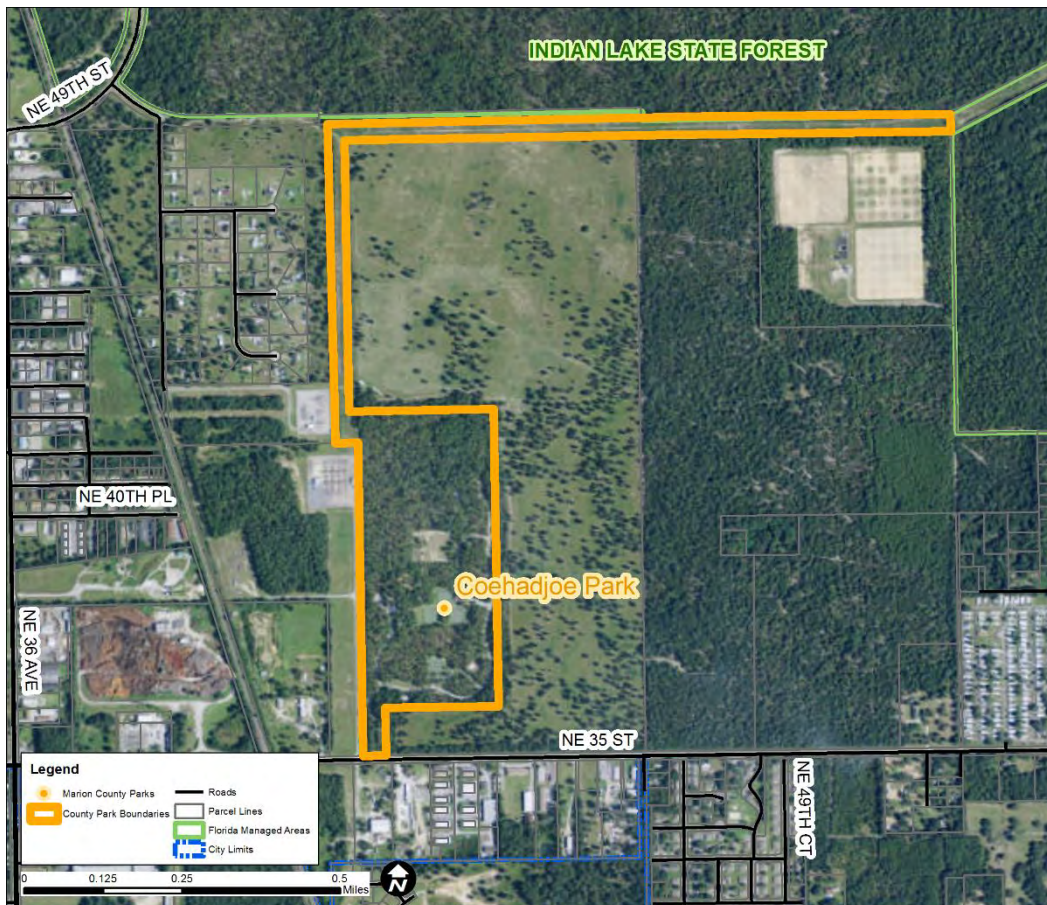 INDIAN LAKE STATE FOREST
NE 49TH ST
NE 40TH PL
Coehadjoe Park
NE 36 AVE
NE 35 ST
NE 49TH CT
Legend
Marion County Parks
County Park Boundaries
Roads
Parcel Lines
Florida Managed Areas
City Limits
0 0.125 0.25 0.5
Miles
N